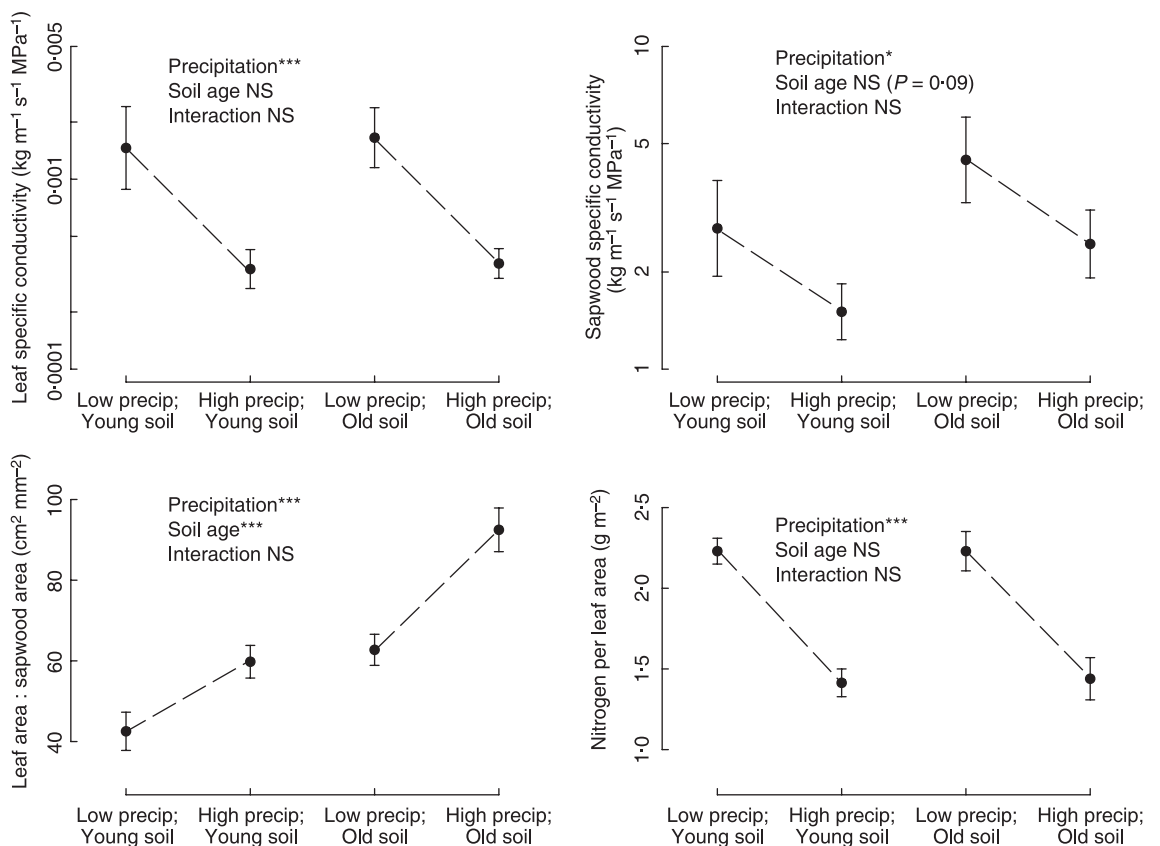 Leaf specific conductivity (kg m⁻¹ s⁻¹ MPa⁻¹)
0·005
0·001
0·0001
Precipitation***
Soil age NS
Interaction NS
Low precip; High precip; Low precip; High precip;
Young soil Young soil Old soil Old soil
Sapwood specific conductivity
(kg m⁻¹ s⁻¹ MPa⁻¹)
10
5
2
1
Precipitation*
Soil age NS (P = 0·09)
Interaction NS
Low precip; High precip; Low precip; High precip;
Young soil Young soil Old soil Old soil
Leaf area : sapwood area (cm² mm⁻²)
100
80
60
40
Precipitation***
Soil age***
Interaction NS
Low precip; High precip; Low precip; High precip;
Young soil Young soil Old soil Old soil
Nitrogen per leaf area (g m⁻²)
2·5
2·0
1·5
1·0
Precipitation***
Soil age NS
Interaction NS
Low precip; High precip; Low precip; High precip;
Young soil Young soil Old soil Old soil